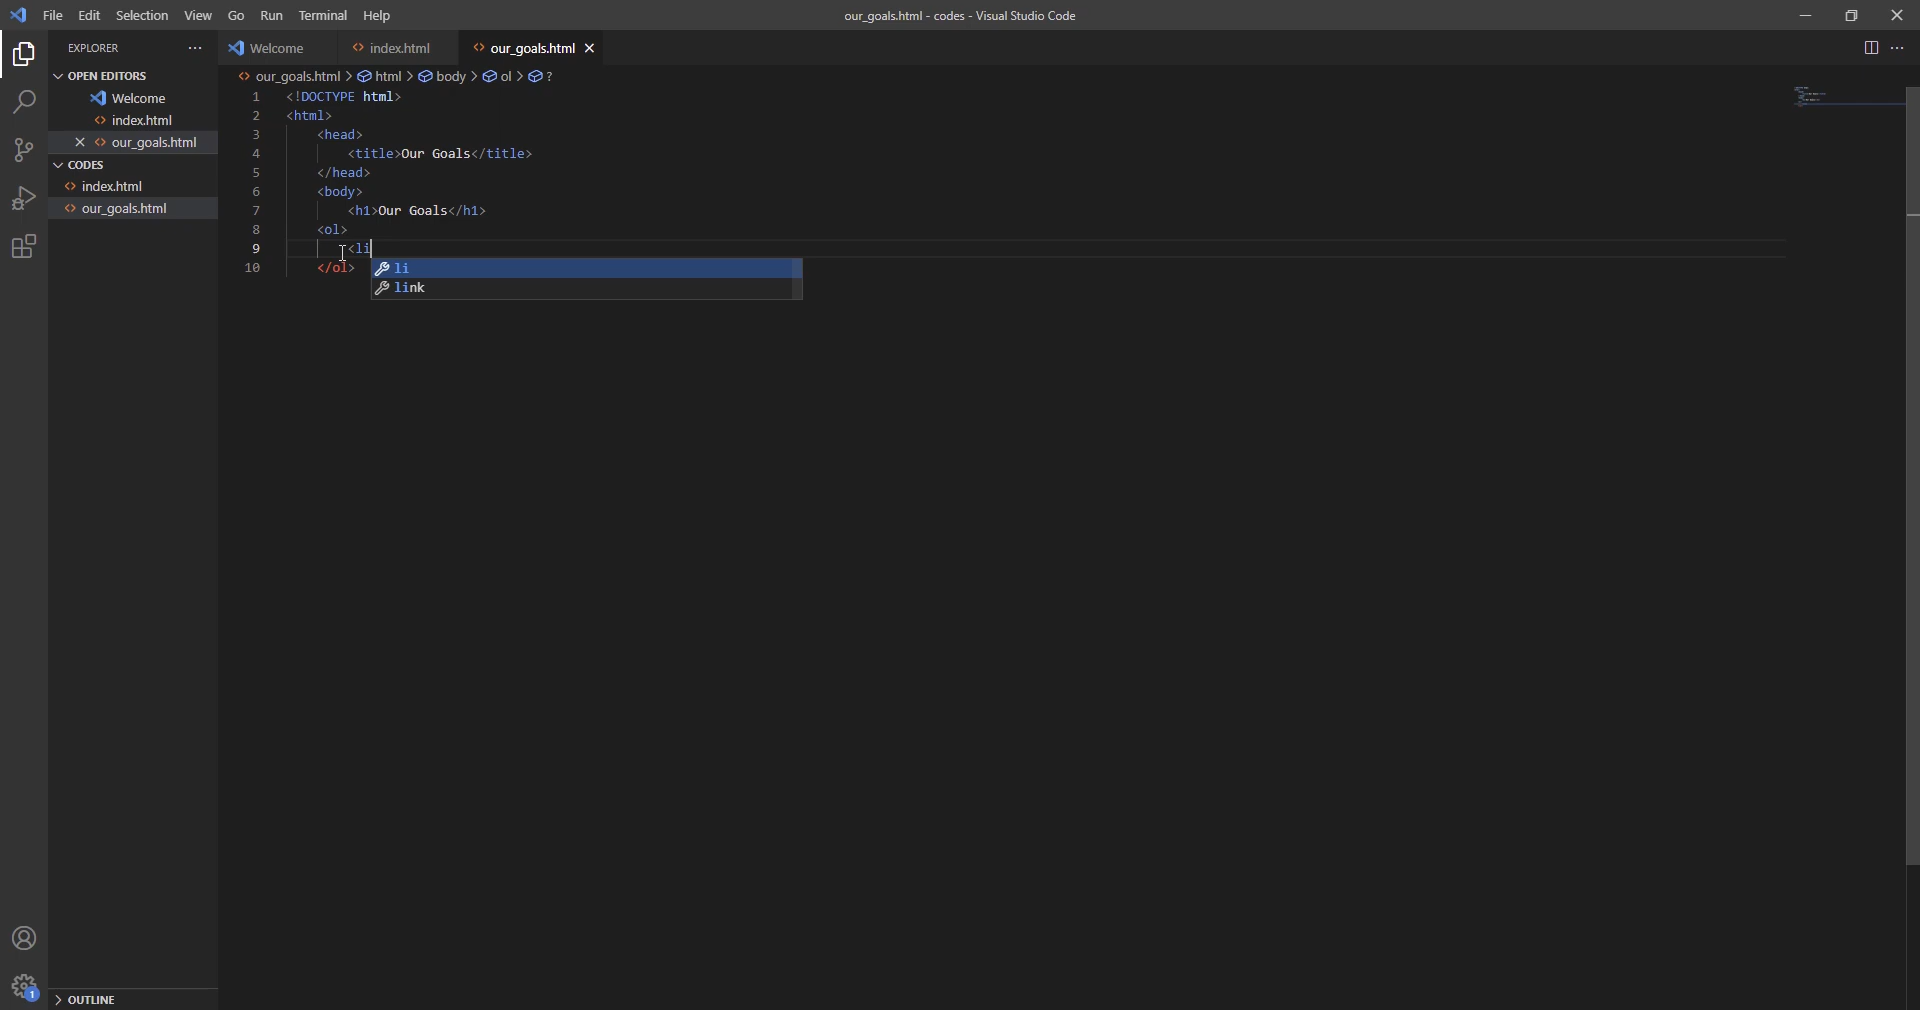 File Edit Selection View Go Run Terminal Help
our_goals.html - codes - Visual Studio Code
EXPLORER
Welcome
index.html
our_goals.html
OPEN EDITORS
Welcome
index.html
our_goals.html
CODES
index.html
our_goals.html
OUTLINE
1
our_goals.html > html > body > ol > ?
1 <!DOCTYPE html>
2 <html>
3 <head>
4 <title>Our Goals</title>
5 </head>
6 <body>
7 <h1>Our Goals</h1>
8 <ol>
9 <li
10 </ol>
li
link